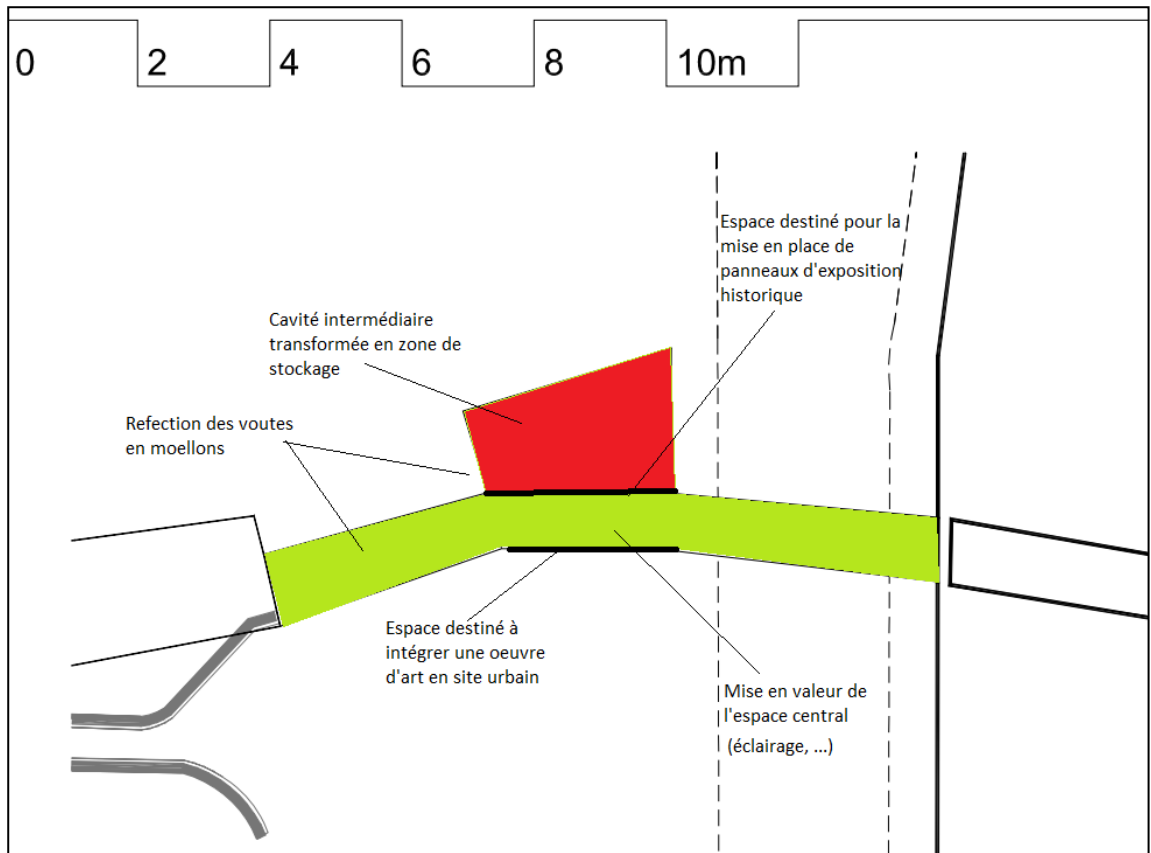 0 2 4 6 8 10m
Espace destiné pour la
mise en place de
panneaux d'exposition
historique
Cavité intermédiaire
transformée en zone de
stockage
Refection des voutes
en moellons
Espace destiné à
intégrer une oeuvre
d'art en site urbain
Mise en valeur de
l'espace central
(éclairage, ...)